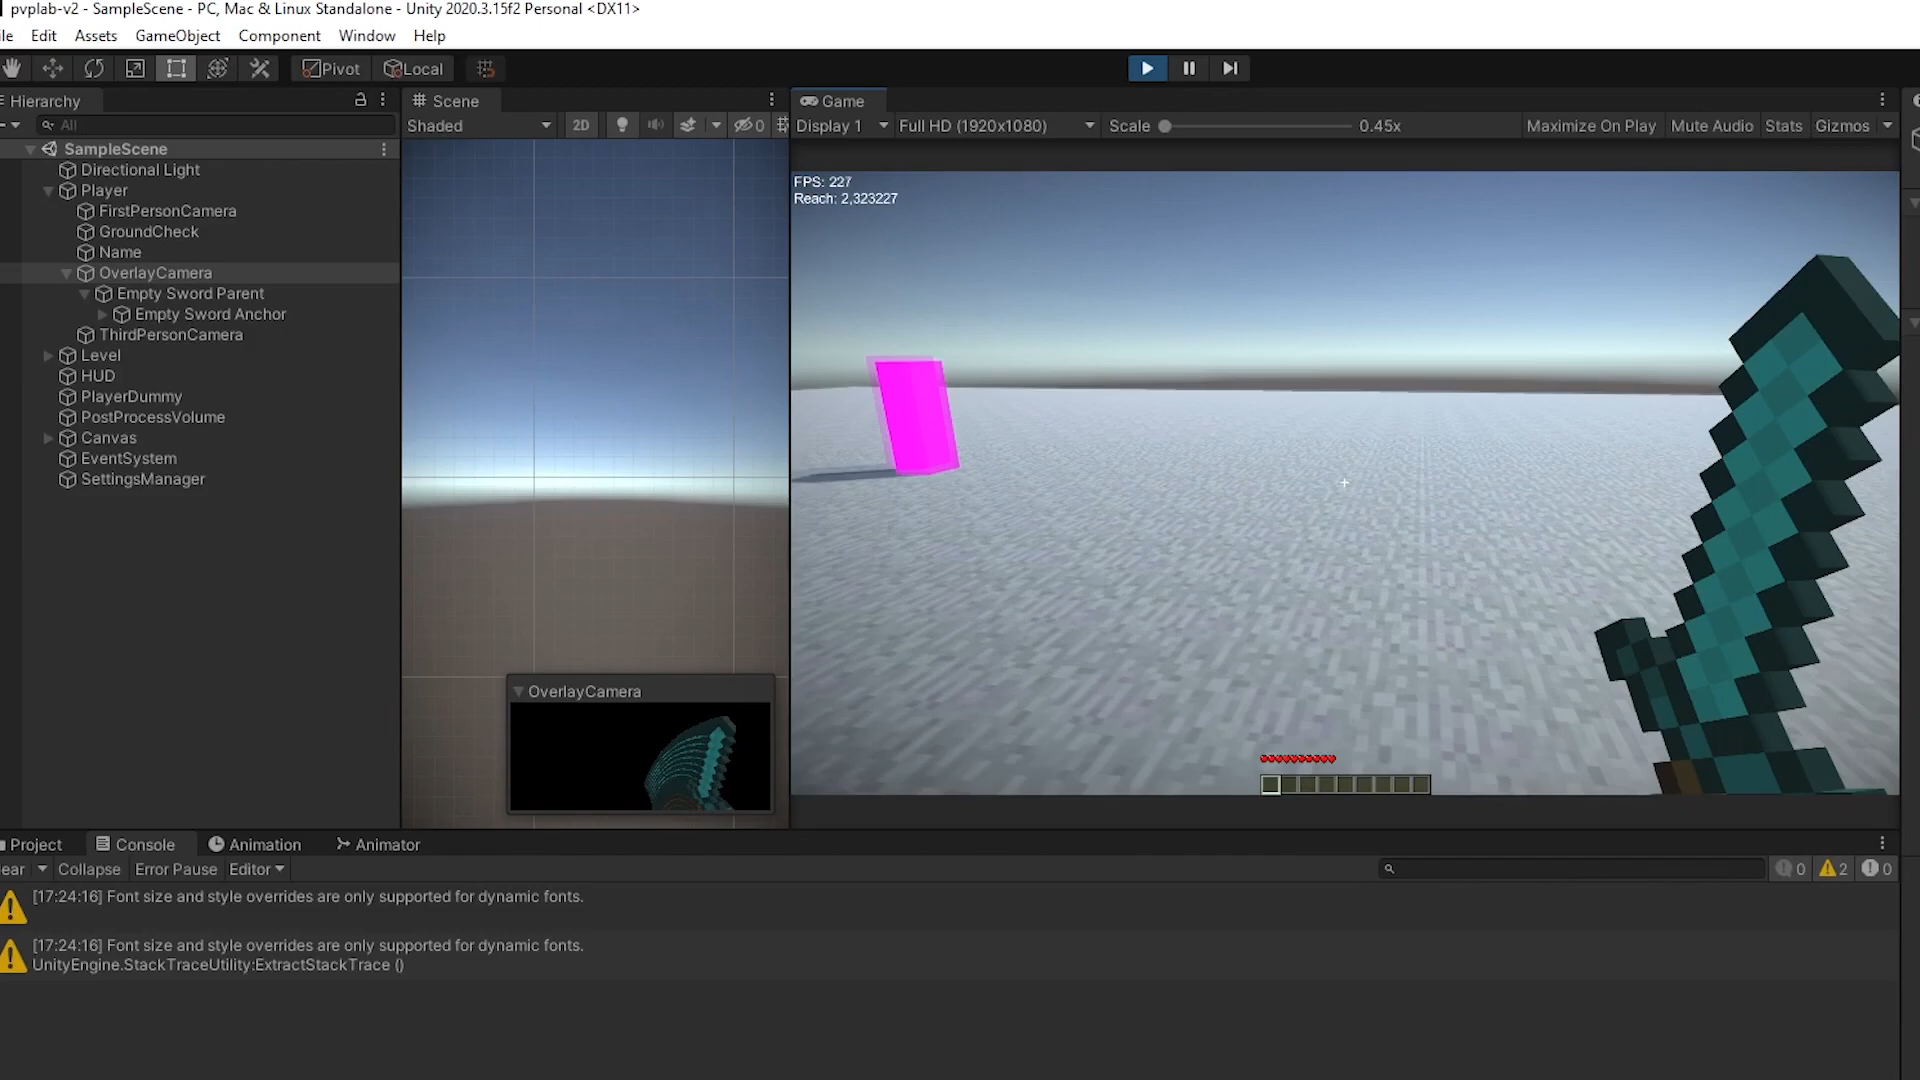 pvplab-v2 - SampleScene - PC, Mac & Linux Standalone - Unity 2020.3.15f2 Personal <DX11>
ile Edit Assets GameObject Component Window Help
Pivot Local
Hierarchy
All
SampleScene
Directional Light
Player
FirstPersonCamera
GroundCheck
Name
OverlayCamera
Empty Sword Parent
Empty Sword Anchor
ThirdPersonCamera
Level
HUD
PlayerDummy
PostProcessVolume
Canvas
EventSystem
SettingsManager
Scene
Shaded 2D 0
OverlayCamera
Game
Display 1 Full HD (1920x1080) Scale 0.45x Maximize On Play Mute Audio Stats Gizmos
FPS: 227
Reach: 2,323227
Project Console Animation Animator
ear Collapse Error Pause Editor 0 2 0
[17:24:16] Font size and style overrides are only supported for dynamic fonts.
[17:24:16] Font size and style overrides are only supported for dynamic fonts.
UnityEngine.StackTraceUtility:ExtractStackTrace ()